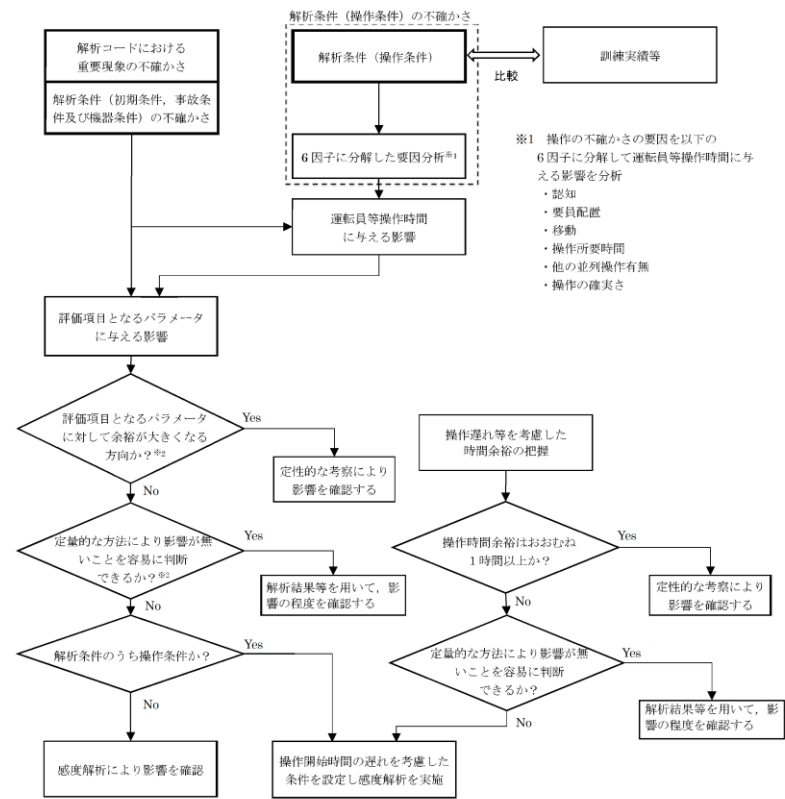 解析条件（操作条件）の不確かさ
解析コードにおける
重要現象の不確かさ
解析条件（初期条件，事故条
件及び機器条件）の不確かさ
解析条件（操作条件）
比較
訓練実績等
6因子に分解した要因分析※1
※1　操作の不確かさの要因を以下の
6因子に分解して運転員等操作時間に与
える影響を分析
・認知
・要員配置
・移動
・操作所要時間
・他の並列操作有無
・操作の確実さ
運転員等操作時間
に与える影響
評価項目となるパラメータ
に与える影響
評価項目となるパラメータ
に対して余裕が大きくなる
方向か？※2
Yes
定性的な考察により
影響を確認する
No
定量的な方法により影響が無
いことを容易に判断
できるか？※2
Yes
解析結果等を用いて，影
響の程度を確認する
No
解析条件のうち操作条件か？
Yes
No
感度解析により影響を確認
操作遅れ等を考慮した
時間余裕の把握
操作時間余裕はおおむね
1時間以上か？
Yes
定性的な考察により
影響を確認する
No
定量的な方法により影響が無
いことを容易に判断
できるか？
Yes
解析結果等を用いて，影
響の程度を確認する
No
操作開始時間の遅れを考慮した
条件を設定し感度解析を実施